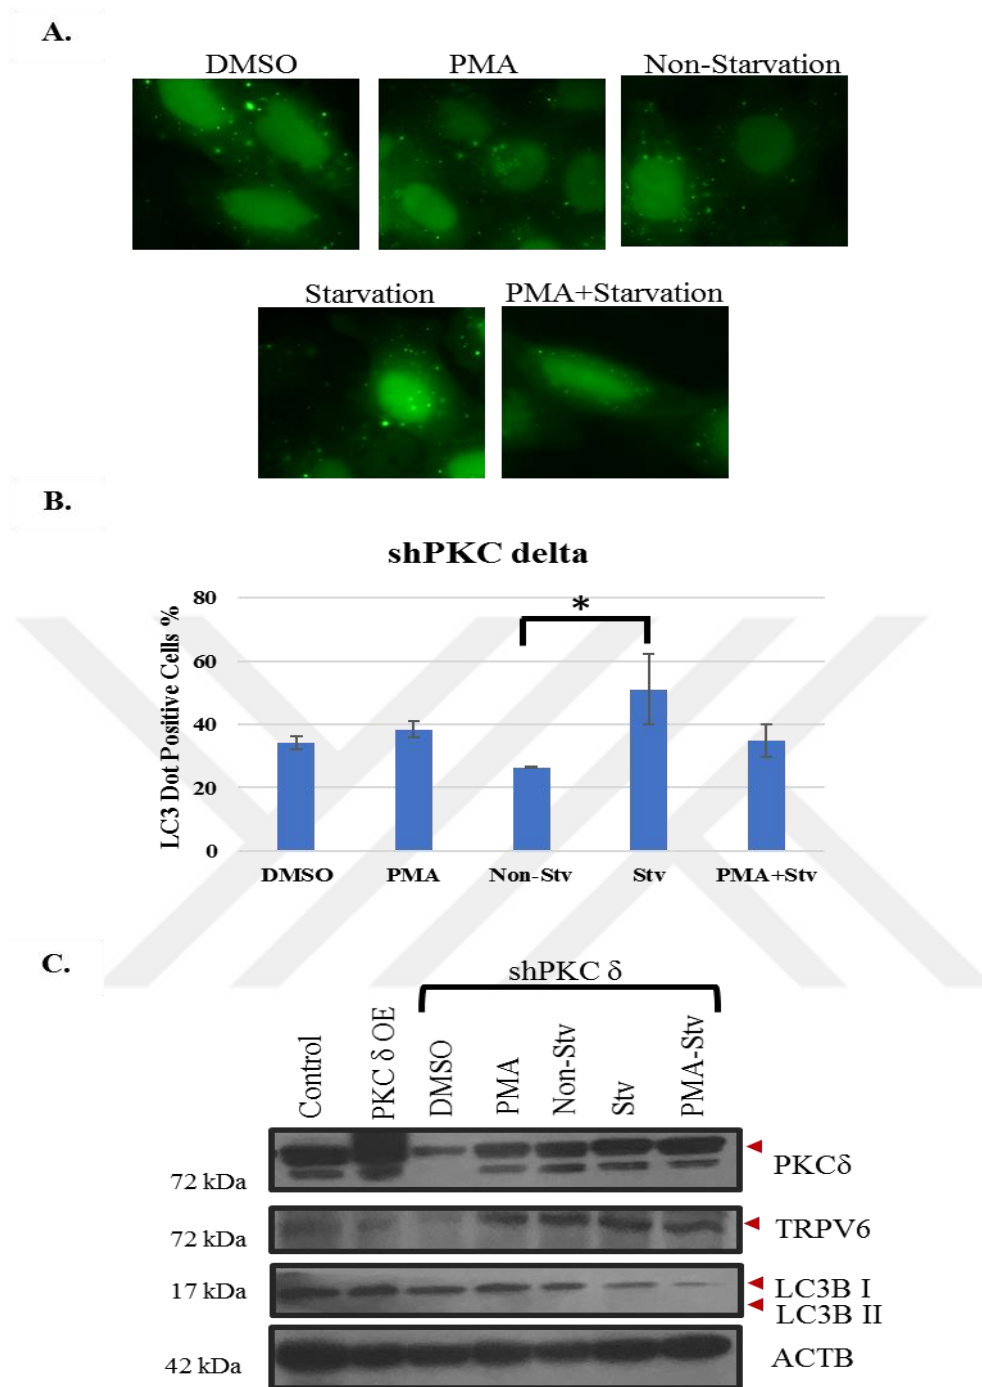 A.
DMSO PMA Non-Starvation
Starvation PMA+Starvation
B.
shPKC delta
LC3 Dot Positive Cells %
80
60
40
20
0
*
DMSO PMA Non-Stv Stv PMA+Stv
C.
shPKC δ
Control PKC δ OE DMSO PMA Non-Stv Stv PMA-Stv
72 kDa PKCδ
72 kDa TRPV6
17 kDa LC3B I
LC3B II
42 kDa ACTB